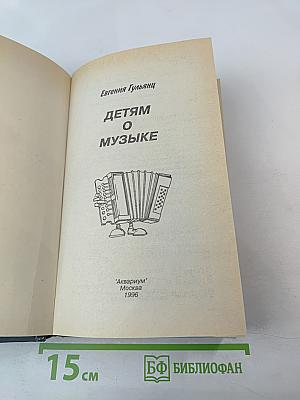 Евгения Гульянц
ДЕТЯМ
О
МУЗЫКЕ
"Аквариум"
Москва
1996
15 см
БФ БИБЛИОФАН